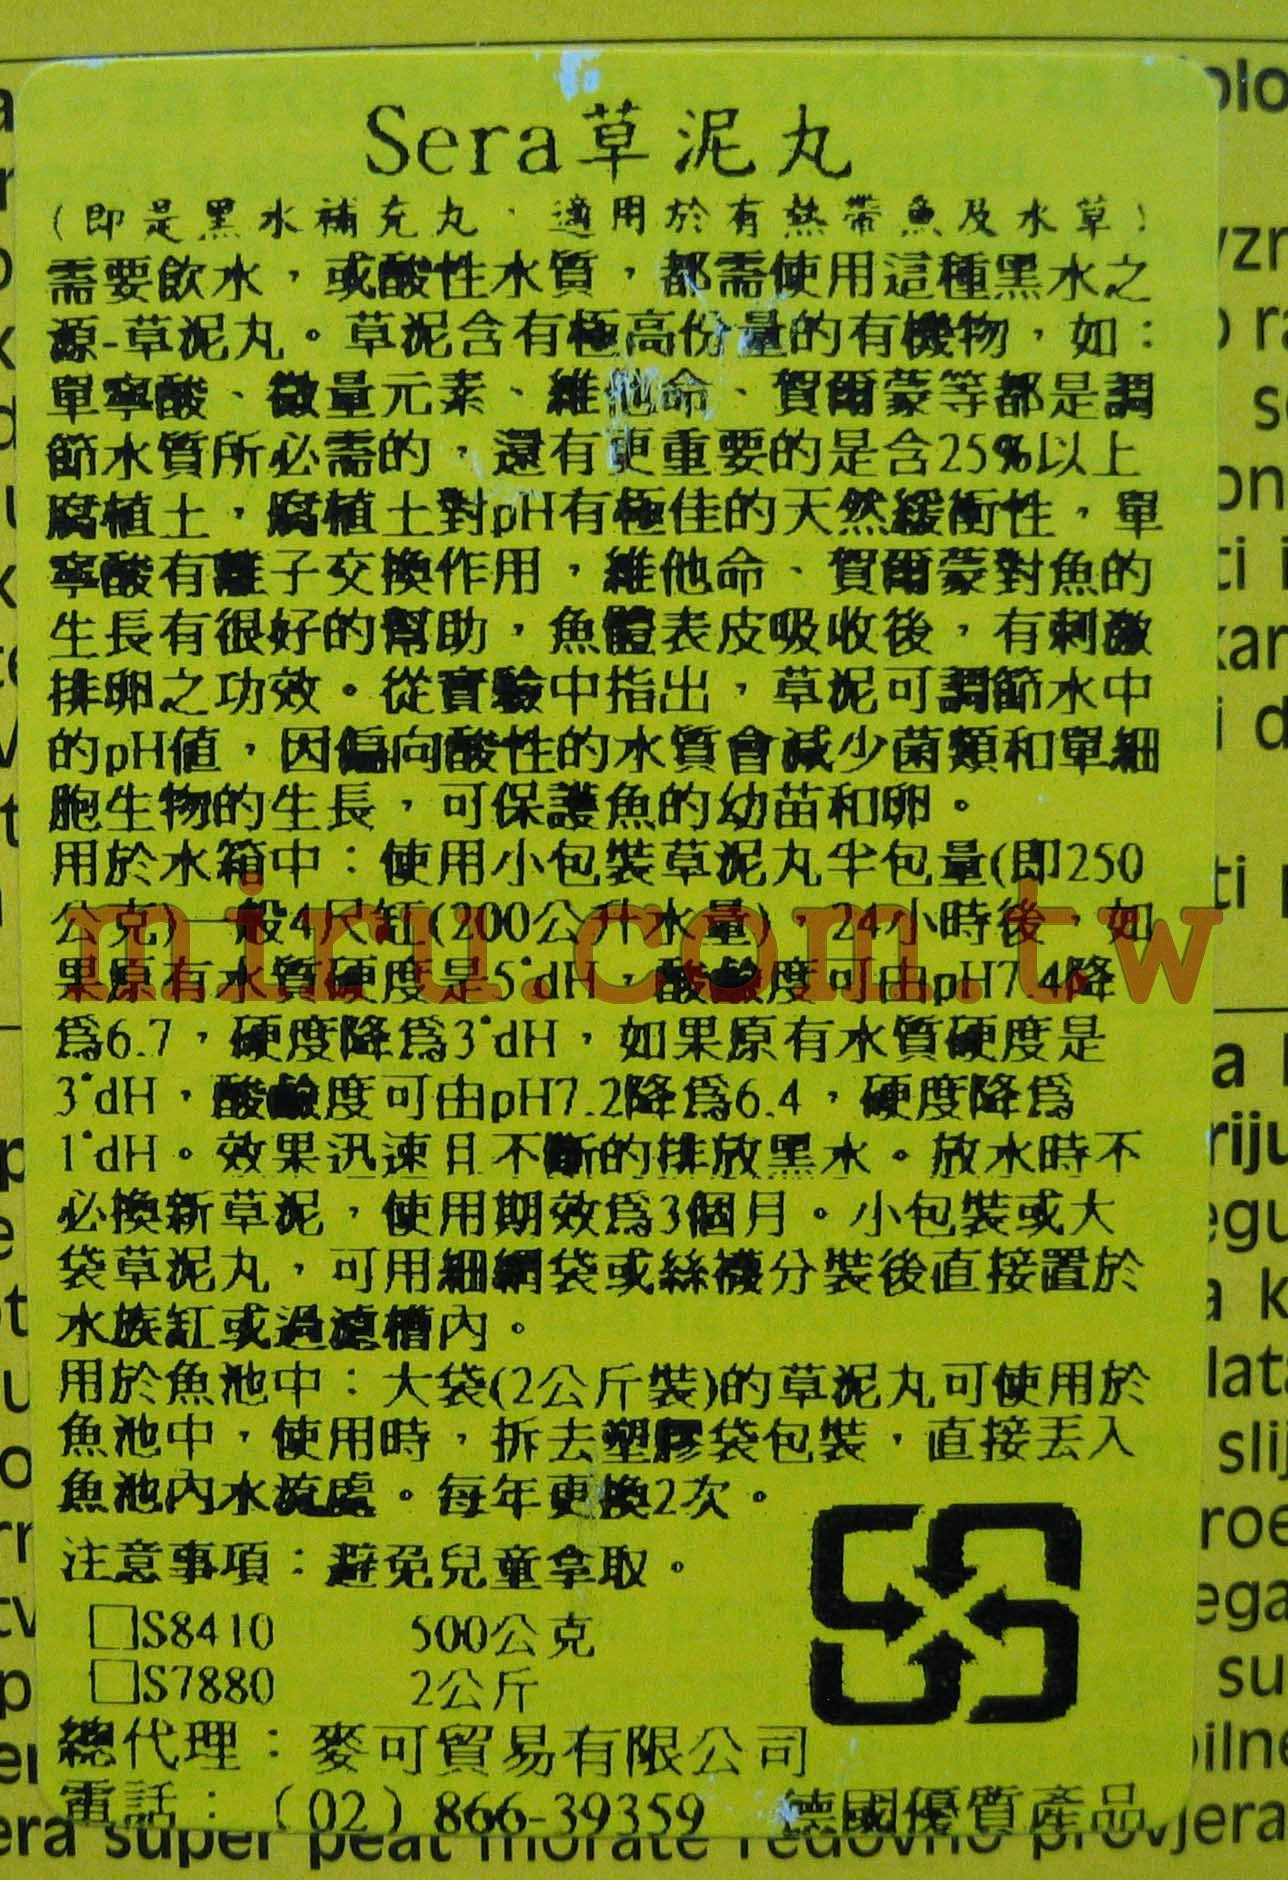 Sera草泥丸
(即是黑水補充丸，適用於有熱帶魚及水草)
需要飲水，或酸性水質，都需使用這種黑水之
源-草泥丸。草泥含有極高份量的有機物，如：
單寧酸、微量元素、維他命、賀爾蒙等都是調
節水質所必需的，還有更重要的是含25%以上
腐植土，腐植土對pH有極佳的天然緩衝性，單
寧酸有離子交換作用，維他命、賀爾蒙對魚的
生長有很好的幫助，魚體表皮吸收後，有刺激
排卵之功效。從實驗中指出，草泥可調節水中
的pH值，因偏向酸性的水質會減少菌類和單細
胞生物的生長，可保護魚的幼苗和卵。
用於水箱中：使用小包裝草泥丸半包量(即250
公克)一般4尺缸(200公升水量)，24小時後，如
果原有水質硬度是5°dH，酸鹼度可由pH7.4降
為6.7，硬度降為3°dH，如果原有水質硬度是
3°dH，酸鹼度可由pH7.2降為6.4，硬度降為
1°dH。效果迅速且不斷的排放黑水。放水時不
必換新草泥，使用期效為3個月。小包裝或大
袋草泥丸，可用細網袋或絲襪分裝後直接置於
水族缸或過濾槽內。
用於魚池中：大袋(2公斤裝)的草泥丸可使用於
魚池中，使用時，拆去塑膠袋包裝，直接丟入
魚池內水流處。每年更換2次。
注意事項：避免兒童拿取。
□S8410 500公克
□S7880 2公斤
總代理：麥可貿易有限公司
電話：（02）866-39359 德國優質產品
miru.com.tw
era super peat morate redovno provjera